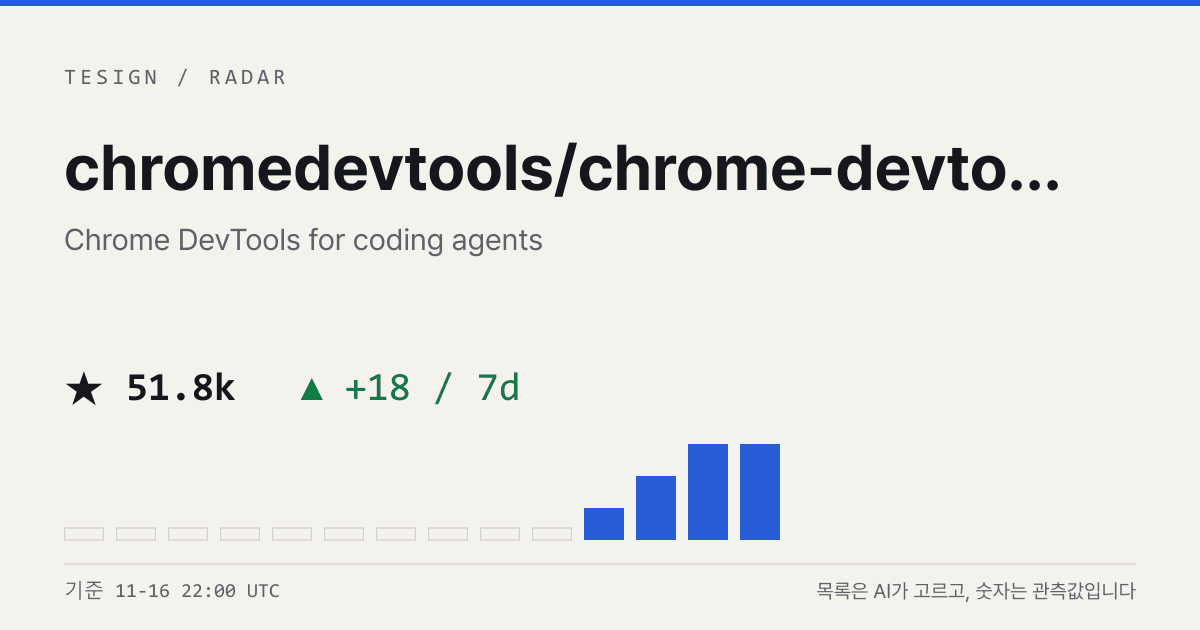 TESIGN / RADAR
chromedevtools/chrome-devto...
Chrome DevTools for coding agents
★ 51.8k ▲ +18 / 7d
기준 11-16 22:00 UTC
목록은 AI가 고르고, 숫자는 관측값입니다